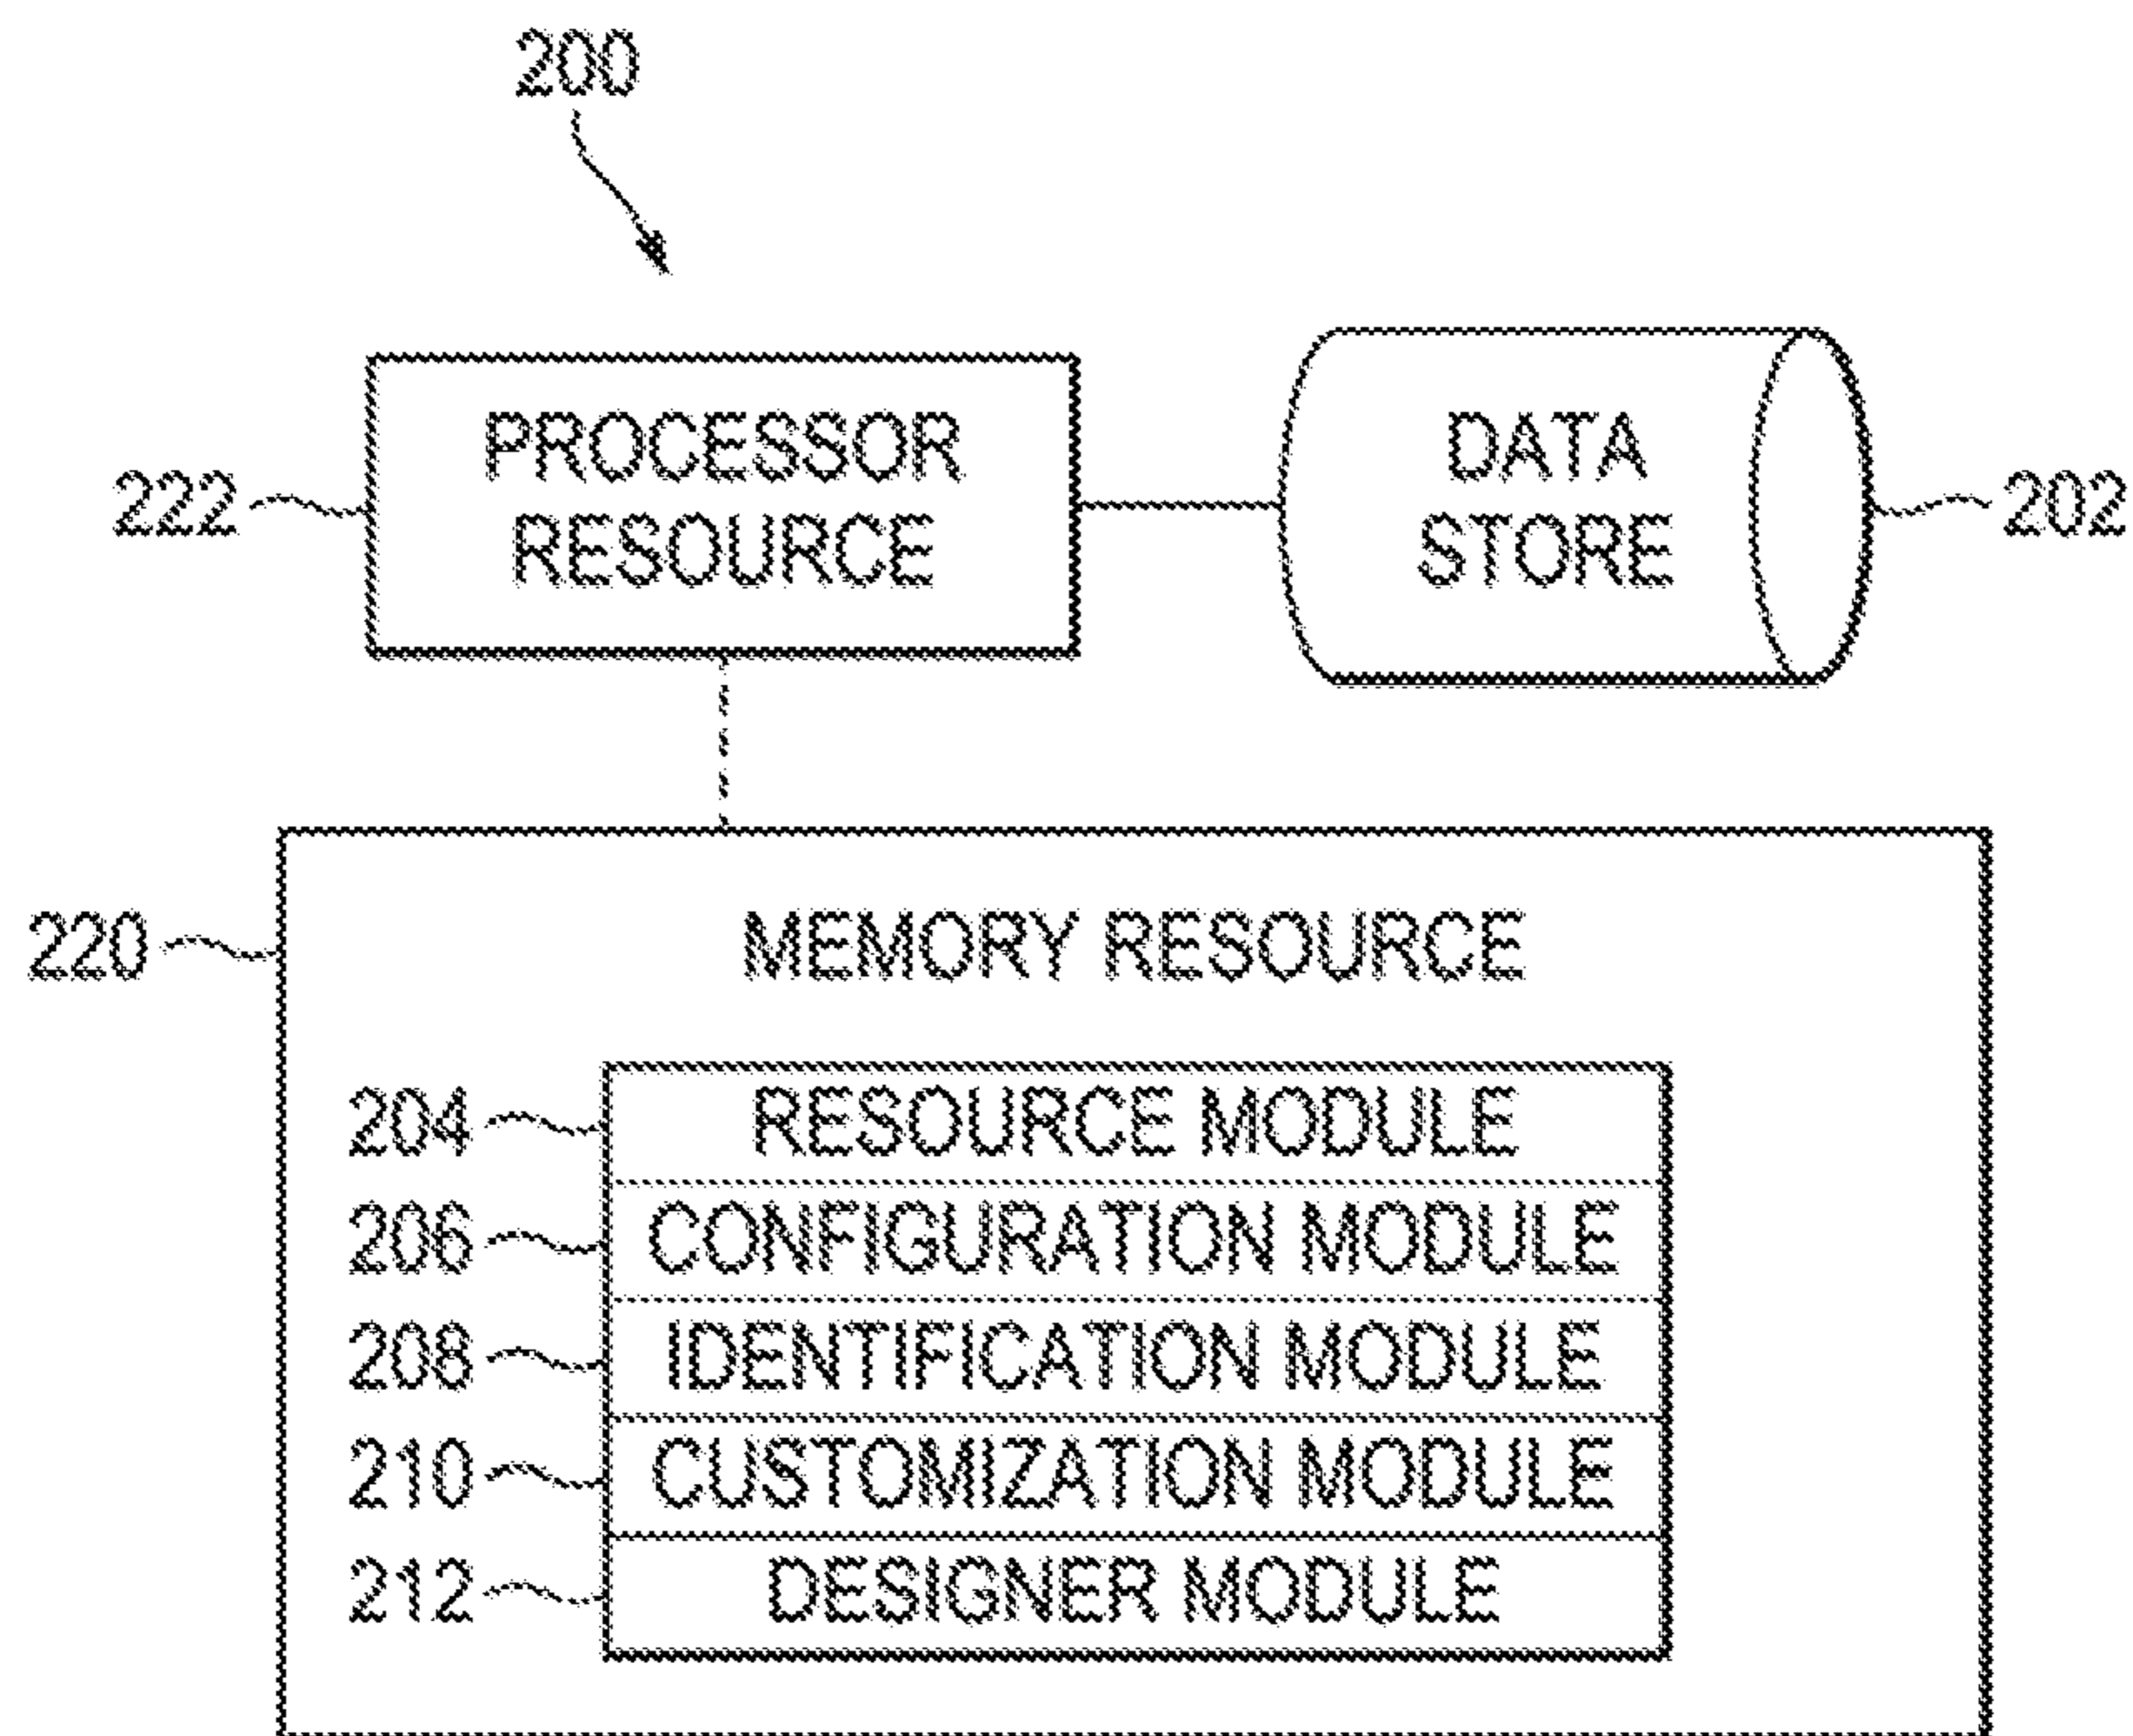 200
PROCESSOR
RESOURCE
222
DATA
STORE
202
220
MEMORY RESOURCE
204 RESOURCE MODULE
206 CONFIGURATION MODULE
208 IDENTIFICATION MODULE
210 CUSTOMIZATION MODULE
212 DESIGNER MODULE